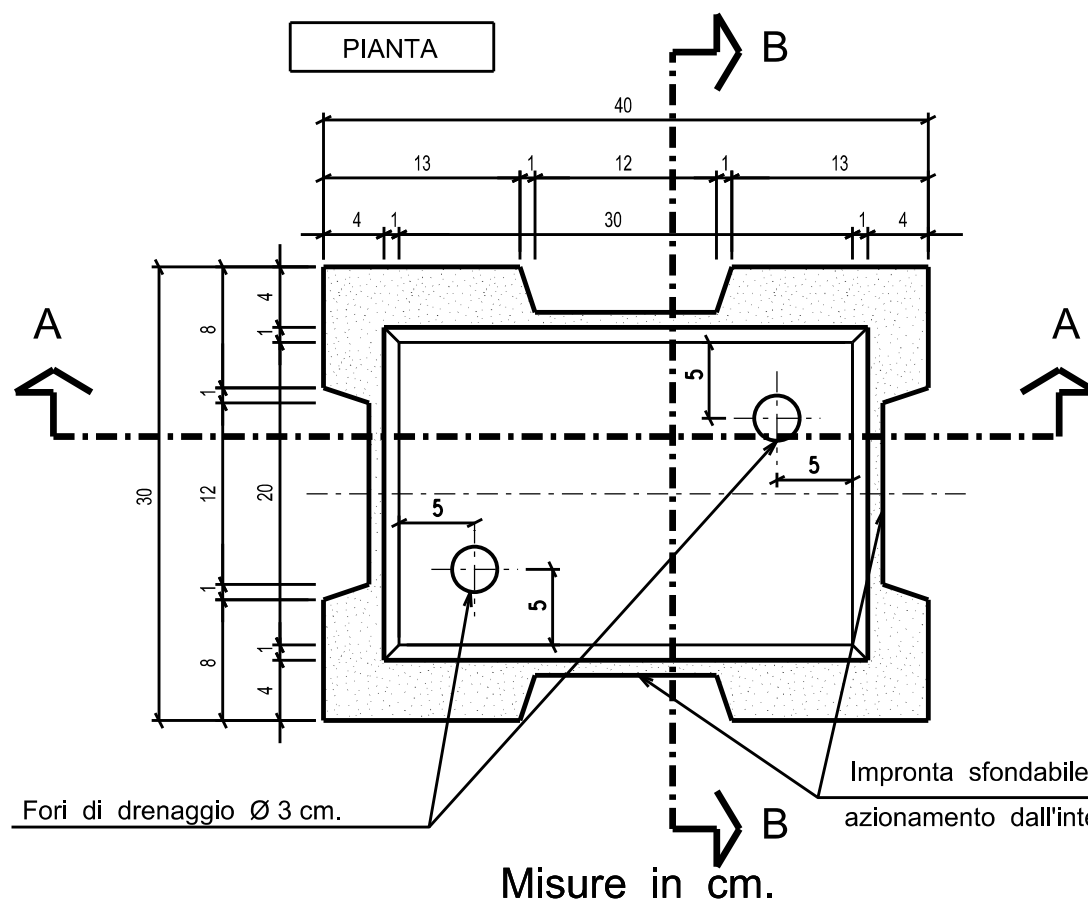 PIANTA
B
40
13 1 12 1 13
4 1 30 1 4
A
A
30
8
1
12
1
8
4
1
20
1
4
5
5
5
5
Impronta sfondabile
azionamento dall'inte
Fori di drenaggio Ø 3 cm.
B
Misure in cm.